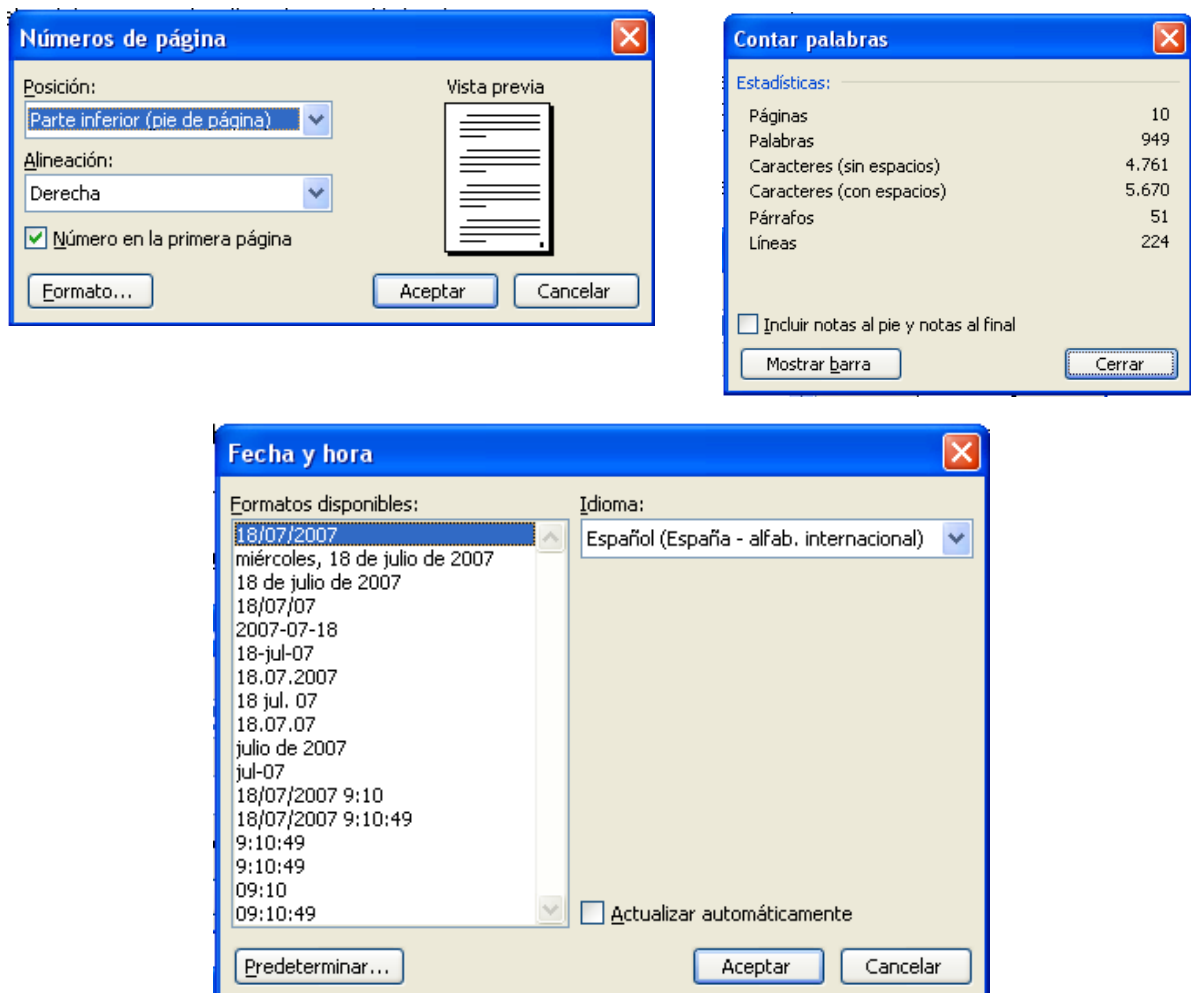 Números de página
Posición:
Vista previa
Parte inferior (pie de página)
Alineación:
Derecha
Número en la primera página
Formato...
Aceptar
Cancelar
Contar palabras
Estadísticas:
Páginas 10
Palabras 949
Caracteres (sin espacios) 4.761
Caracteres (con espacios) 5.670
Párrafos 51
Líneas 224
Incluir notas al pie y notas al final
Mostrar barra
Cerrar
Fecha y hora
Formatos disponibles:
18/07/2007
miércoles, 18 de julio de 2007
18 de julio de 2007
18/07/07
2007-07-18
18-jul-07
18.07.2007
18 jul. 07
18.07.07
julio de 2007
jul-07
18/07/2007 9:10
18/07/2007 9:10:49
9:10:49
9:10:49
09:10
09:10:49
Idioma:
Español (España - alfab. internacional)
Actualizar automáticamente
Predeterminar...
Aceptar
Cancelar